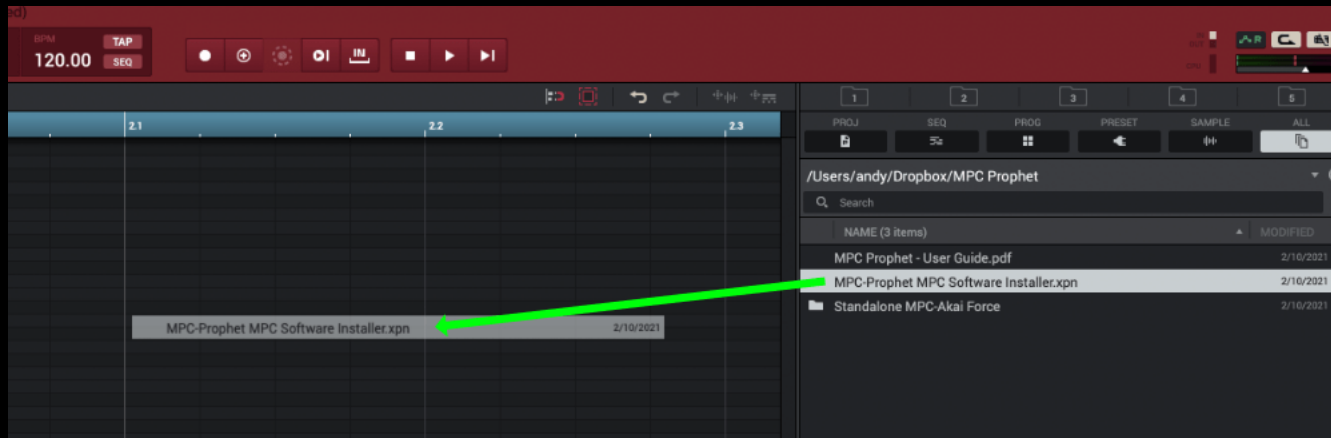 ed)
BPM
TAP
120.00
SEQ
IN
R
CPU
1
2
3
4
5
PROJ
SEQ
PROG
PRESET
SAMPLE
ALL
2.1
2.2
2.3
/Users/andy/Dropbox/MPC Prophet
Search
NAME (3 items)
MODIFIED
MPC Prophet - User Guide.pdf
2/10/2021
MPC-Prophet MPC Software Installer.xpn
2/10/2021
Standalone MPC-Akai Force
2/10/2021
MPC-Prophet MPC Software Installer.xpn
2/10/2021